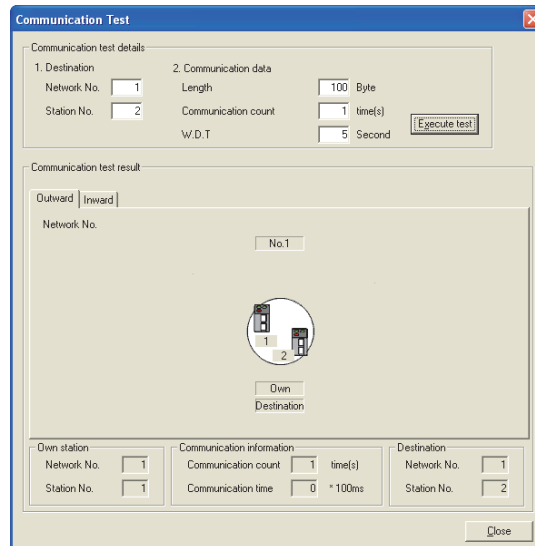 Communication Test
Communication test details
1. Destination 2. Communication data
Network No. 1 Length 100 Byte
Station No. 2 Communication count 1 time(s)
W.D.T 5 Second
Execute test
Communication test result
Outward Inward
Network No.
No.1
1
2
Own
Destination
Own station Communication information Destination
Network No. 1 Communication count 1 time(s) Network No. 1
Station No. 1 Communication time 0 * 100ms Station No. 2
Close